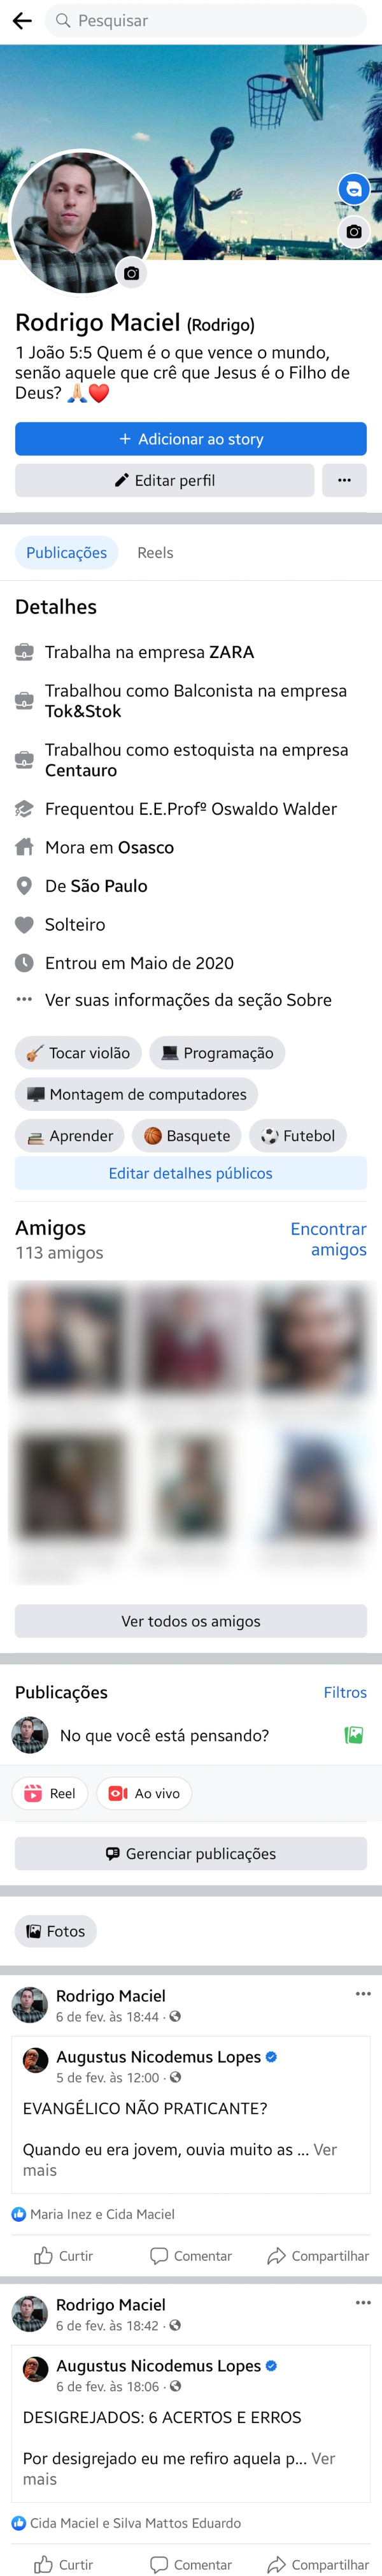 Pesquisar
Rodrigo Maciel (Rodrigo)
1 João 5:5 Quem é o que vence o mundo,
senão aquele que crê que Jesus é o Filho de
Deus? 🙏🏻❤️
+ Adicionar ao story
Editar perfil
Publicações
Reels
Detalhes
Trabalha na empresa ZARA
Trabalhou como Balconista na empresa
Tok&Stok
Trabalhou como estoquista na empresa
Centauro
Frequentou E.E.Profº Oswaldo Walder
Mora em Osasco
De São Paulo
Solteiro
Entrou em Maio de 2020
Ver suas informações da seção Sobre
🎸 Tocar violão
💻 Programação
🖥️ Montagem de computadores
📚 Aprender
🏀 Basquete
⚽ Futebol
Editar detalhes públicos
Amigos
113 amigos
Encontrar
amigos
Ver todos os amigos
Publicações
Filtros
No que você está pensando?
Reel
Ao vivo
Gerenciar publicações
Fotos
Rodrigo Maciel
6 de fev. às 18:44 ·
Augustus Nicodemus Lopes
5 de fev. às 12:00 ·
EVANGÉLICO NÃO PRATICANTE?
Quando eu era jovem, ouvia muito as ... Ver
mais
Maria Inez e Cida Maciel
Curtir
Comentar
Compartilhar
Rodrigo Maciel
6 de fev. às 18:42 ·
Augustus Nicodemus Lopes
6 de fev. às 18:06 ·
DESIGREJADOS: 6 ACERTOS E ERROS
Por desigrejado eu me refiro aquela p... Ver
mais
Cida Maciel e Silva Mattos Eduardo
Curtir
Comentar
Compartilhar